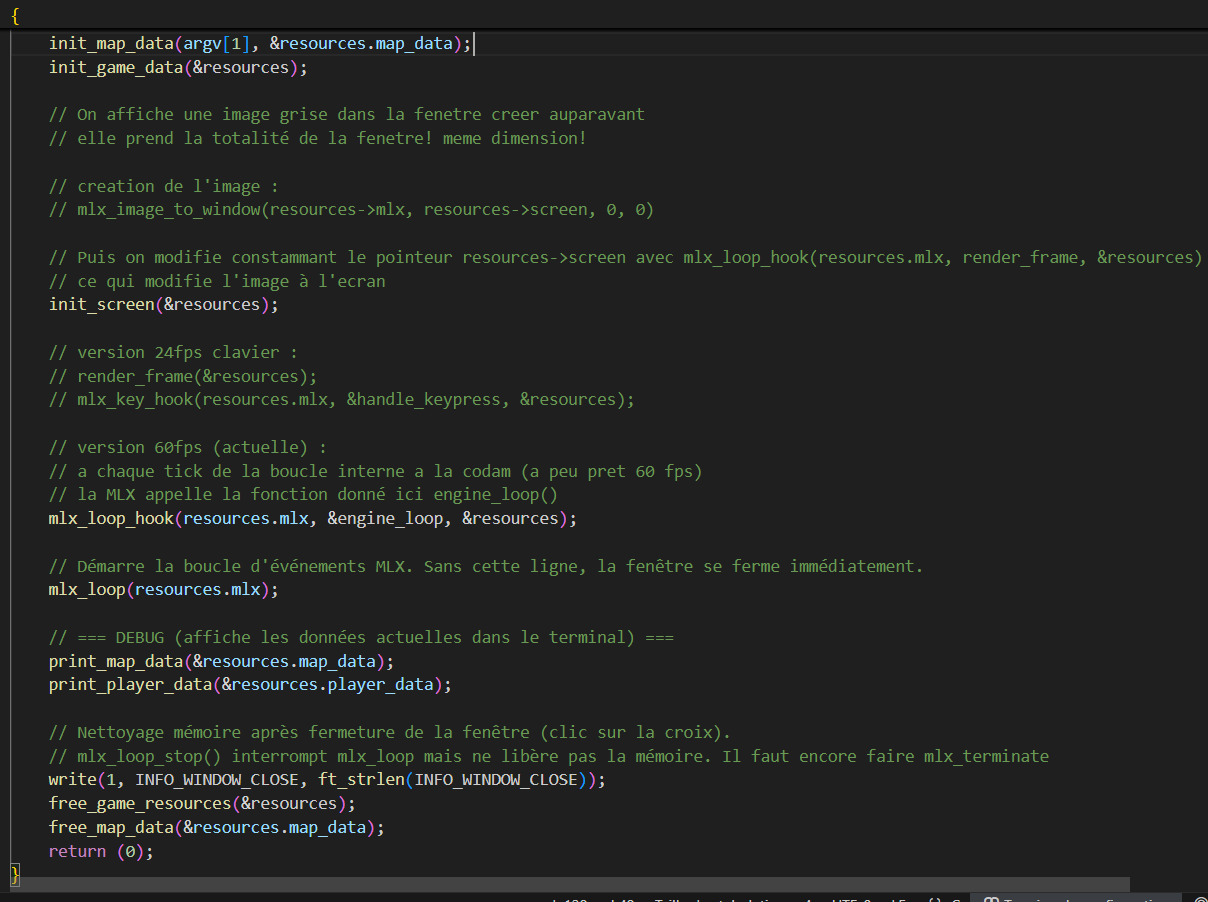 {
init_map_data(argv[1], &resources.map_data);
init_game_data(&resources);
// On affiche une image grise dans la fenetre creer auparavant
// elle prend la totalité de la fenetre! meme dimension!
// creation de l'image :
// mlx_image_to_window(resources->mlx, resources->screen, 0, 0)
// Puis on modifie constammant le pointeur resources->screen avec mlx_loop_hook(resources.mlx, render_frame, &resources)
// ce qui modifie l'image à l'ecran
init_screen(&resources);
// version 24fps clavier :
// render_frame(&resources);
// mlx_key_hook(resources.mlx, &handle_keypress, &resources);
// version 60fps (actuelle) :
// a chaque tick de la boucle interne a la codam (a peu pret 60 fps)
// la MLX appelle la fonction donné ici engine_loop()
mlx_loop_hook(resources.mlx, &engine_loop, &resources);
// Démarre la boucle d'événements MLX. Sans cette ligne, la fenêtre se ferme immédiatement.
mlx_loop(resources.mlx);
// === DEBUG (affiche les données actuelles dans le terminal) ===
print_map_data(&resources.map_data);
print_player_data(&resources.player_data);
// Nettoyage mémoire après fermeture de la fenêtre (clic sur la croix).
// mlx_loop_stop() interrompt mlx_loop mais ne libère pas la mémoire. Il faut encore faire mlx_terminate
write(1, INFO_WINDOW_CLOSE, ft_strlen(INFO_WINDOW_CLOSE));
free_game_resources(&resources);
free_map_data(&resources.map_data);
return (0);
}